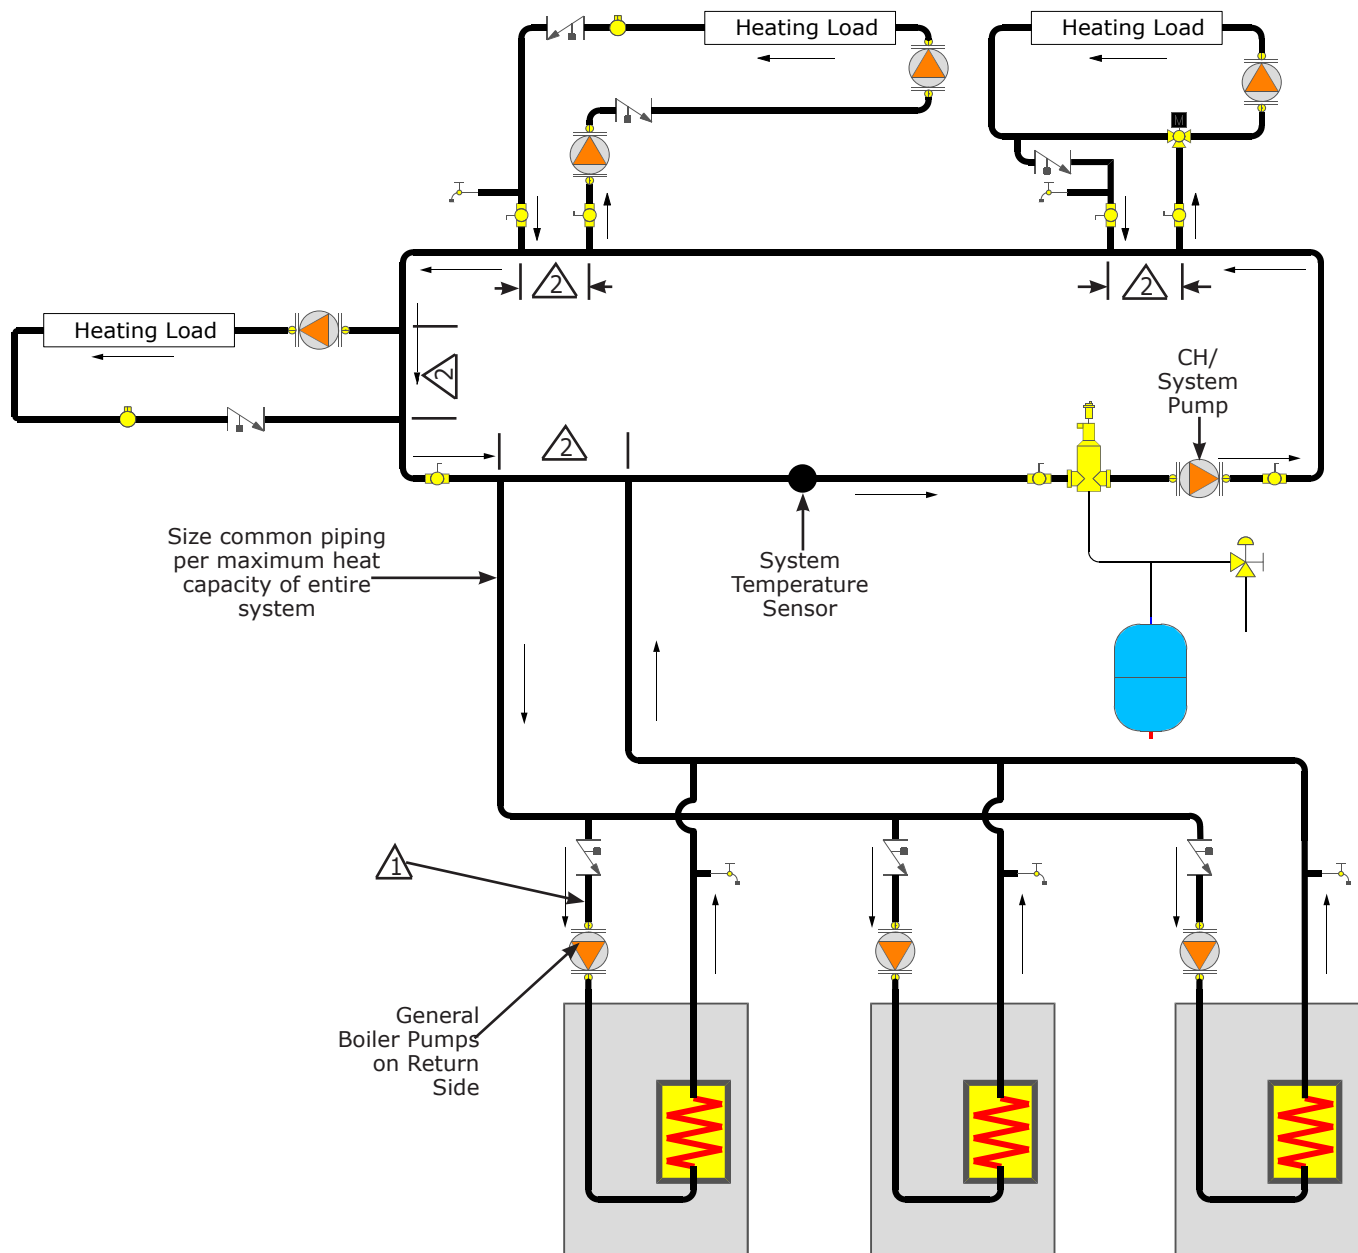 Heating Load
Heating Load
M
2
2
Heating Load
2
CH/
System
Pump
2
Size common piping
per maximum heat
capacity of entire
system
System
Temperature
Sensor
1
General
Boiler Pumps
on Return
Side